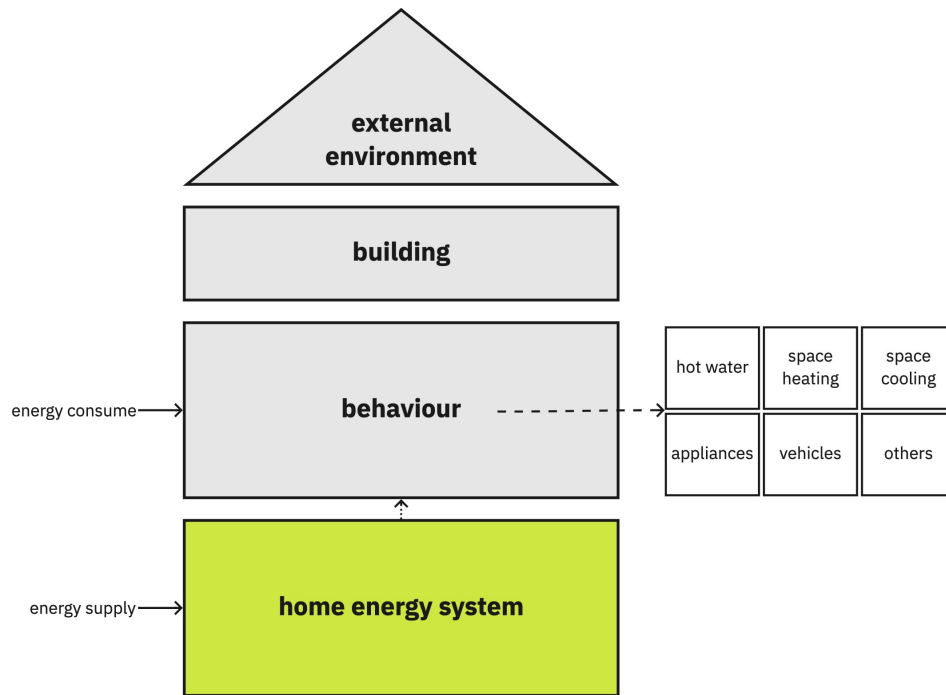 external
environment
building
energy consume
behaviour
hot water
space
heating
space
cooling
appliances
vehicles
others
energy supply
home energy system